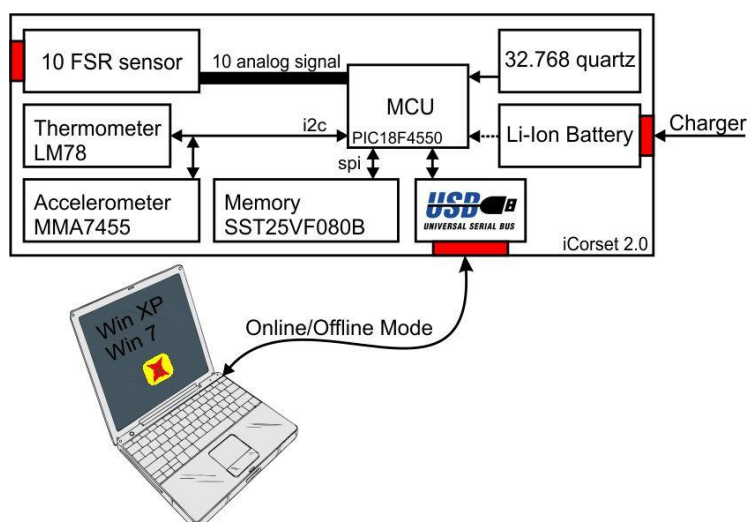 10 FSR sensor
10 analog signal
MCU
PIC18F4550
32.768 quartz
Thermometer
LM78
i2c
Li-Ion Battery
Charger
spi
Accelerometer
MMA7455
Memory
SST25VF080B
USB
UNIVERSAL SERIAL BUS
iCorset 2.0
Win XP
Win 7
Online/Offline Mode